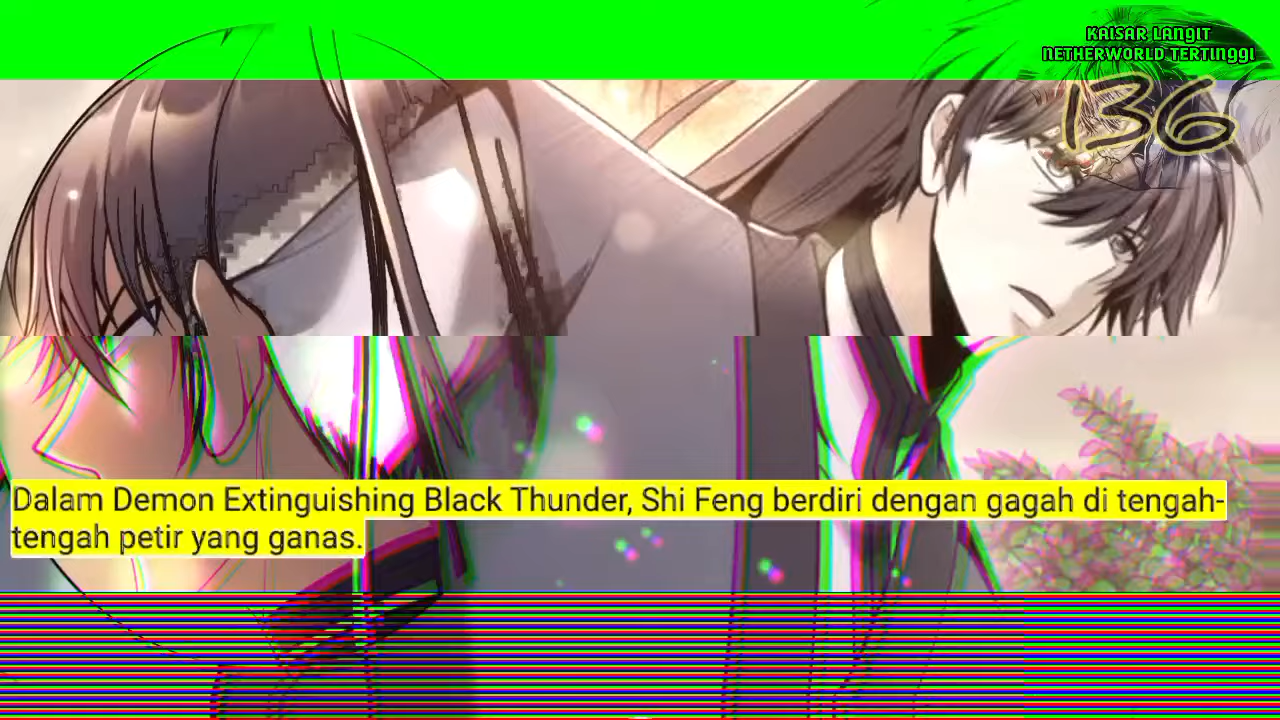 KAISAR LANGIT
NETHERWORLD TERTINGGI
136
Dalam Demon Extinguishing Black Thunder, Shi Feng berdiri dengan gagah di tengah-
tengah petir yang ganas.